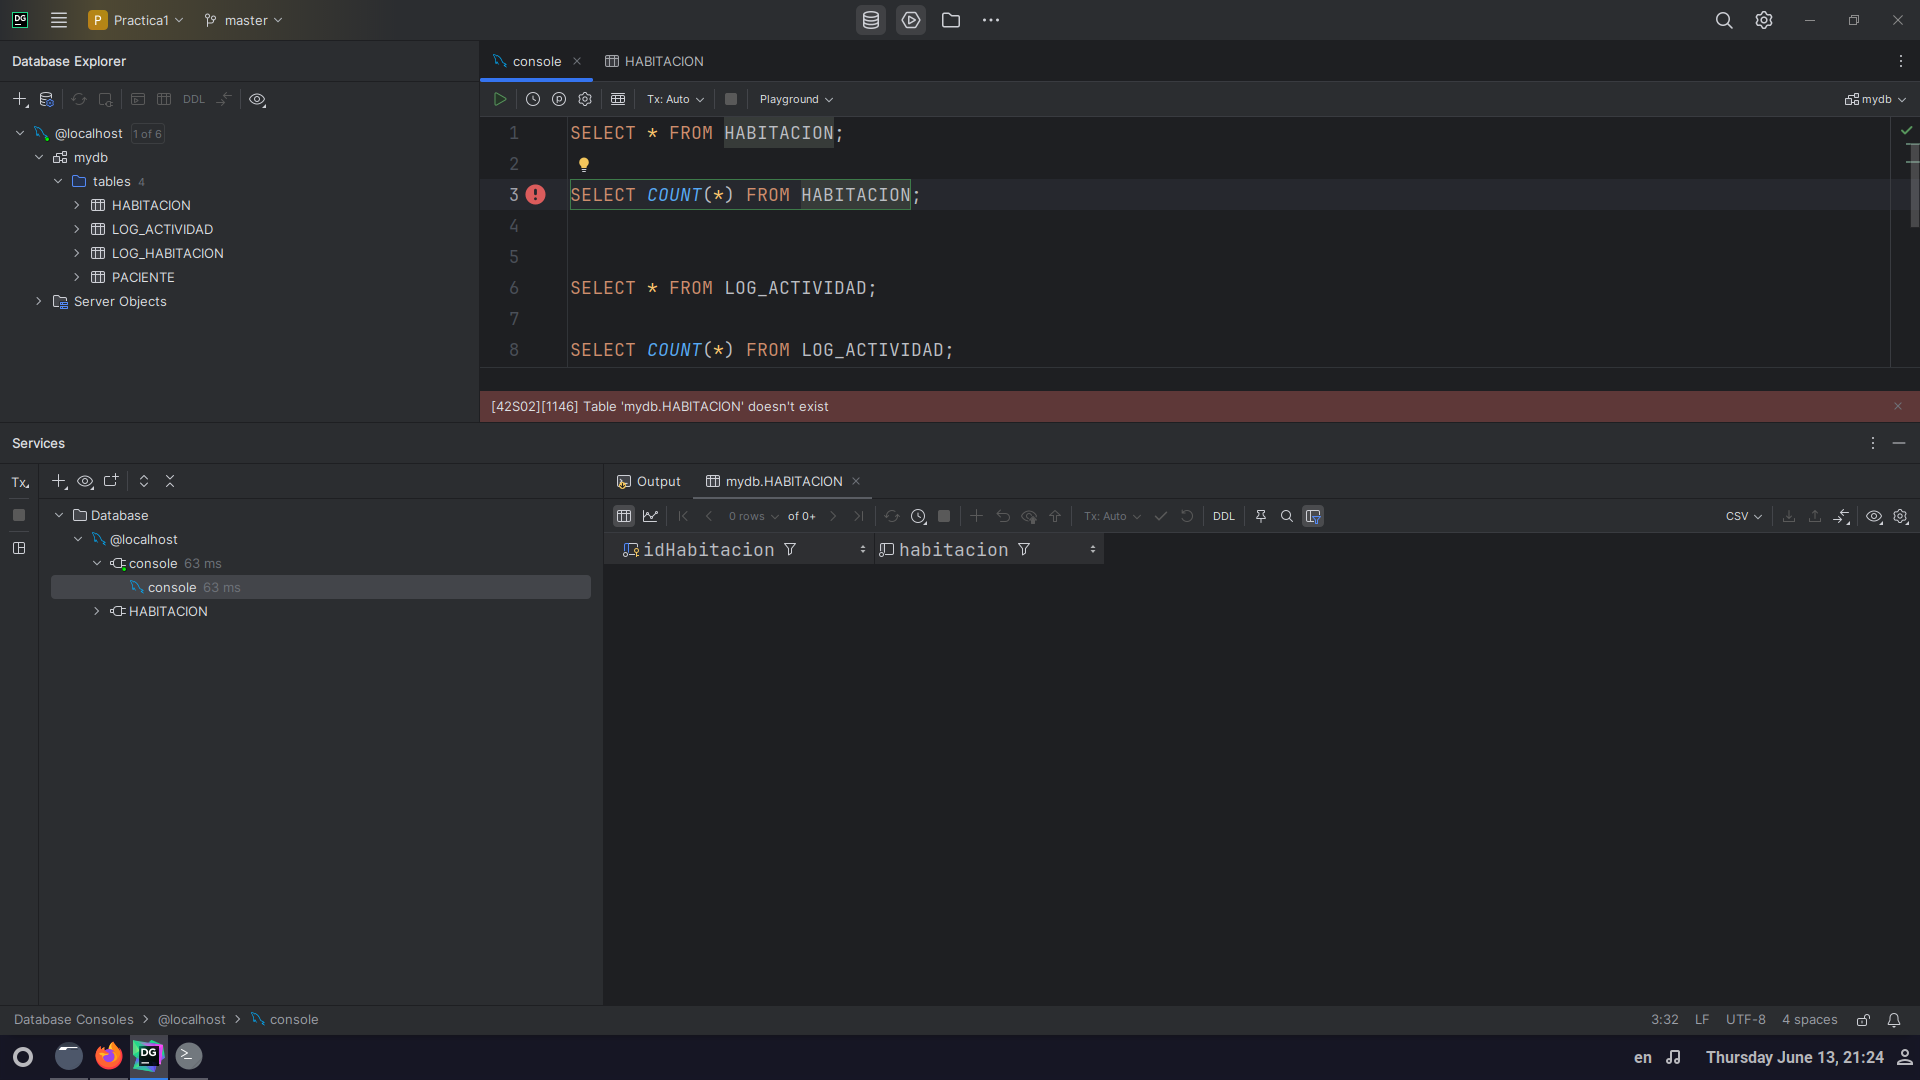 DG
P Practica1
master
Database Explorer
console
HABITACION
DDL
Tx: Auto
Playground
mydb
@localhost 1 of 6
mydb
tables 4
HABITACION
LOG_ACTIVIDAD
LOG_HABITACION
PACIENTE
Server Objects
1 SELECT * FROM HABITACION;
2
3 SELECT COUNT(*) FROM HABITACION;
4
5
6 SELECT * FROM LOG_ACTIVIDAD;
7
8 SELECT COUNT(*) FROM LOG_ACTIVIDAD;
[42S02][1146] Table 'mydb.HABITACION' doesn't exist
Services
Tx
Database
@localhost
console 63 ms
console 63 ms
HABITACION
Output
mydb.HABITACION
0 rows of 0+
Tx: Auto
DDL
CSV
idHabitacion
habitacion
Database Consoles > @localhost > console
3:32 LF UTF-8 4 spaces
DG
en
Thursday June 13, 21:24